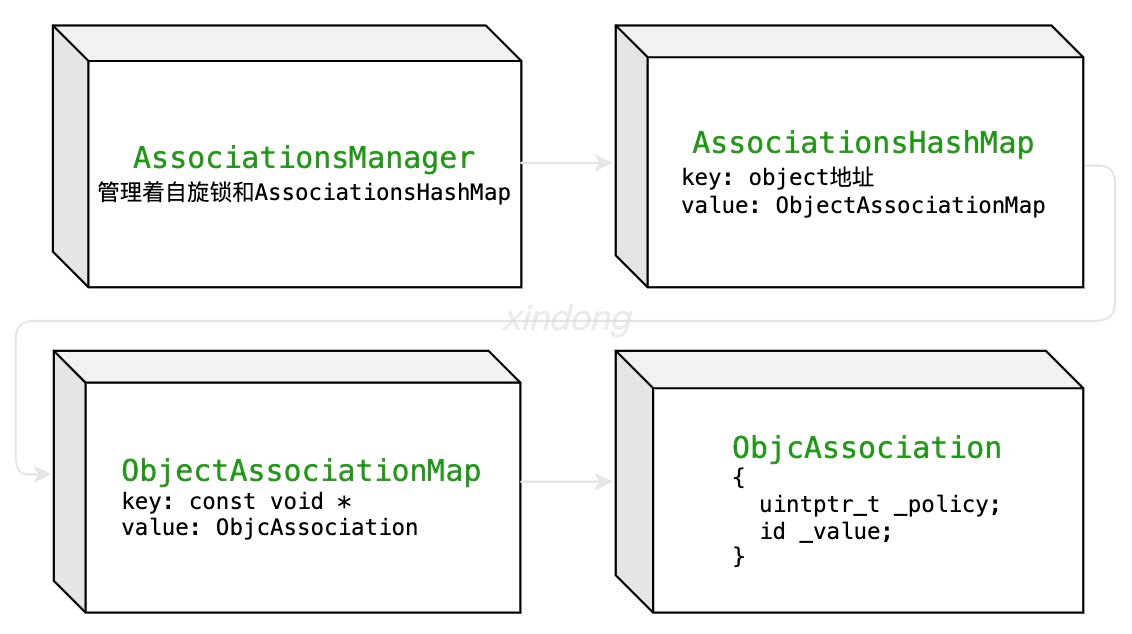 AssociationsManager
管理着自旋锁和AssociationsHashMap
AssociationsHashMap
key: object地址
value: ObjectAssociationMap
xindong
ObjectAssociationMap
key: const void *
value: ObjcAssociation
ObjcAssociation
{
uintptr_t _policy;
id _value;
}